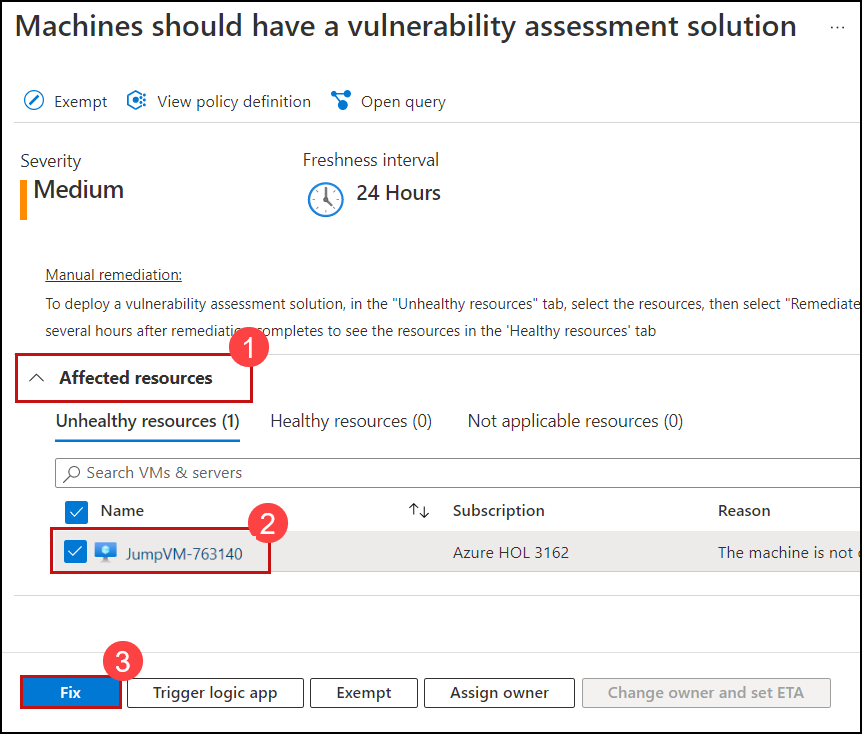 Machines should have a vulnerability assessment solution ...
Exempt View policy definition Open query
Severity Freshness interval
Medium 24 Hours
Manual remediation:
To deploy a vulnerability assessment solution, in the "Unhealthy resources" tab, select the resources, then select "Remediate
several hours after remediation completes to see the resources in the 'Healthy resources' tab
1
Affected resources
Unhealthy resources (1) Healthy resources (0) Not applicable resources (0)
Search VMs & servers
Name Subscription Reason
2
JumpVM-763140 Azure HOL 3162 The machine is not
3
Fix Trigger logic app Exempt Assign owner Change owner and set ETA